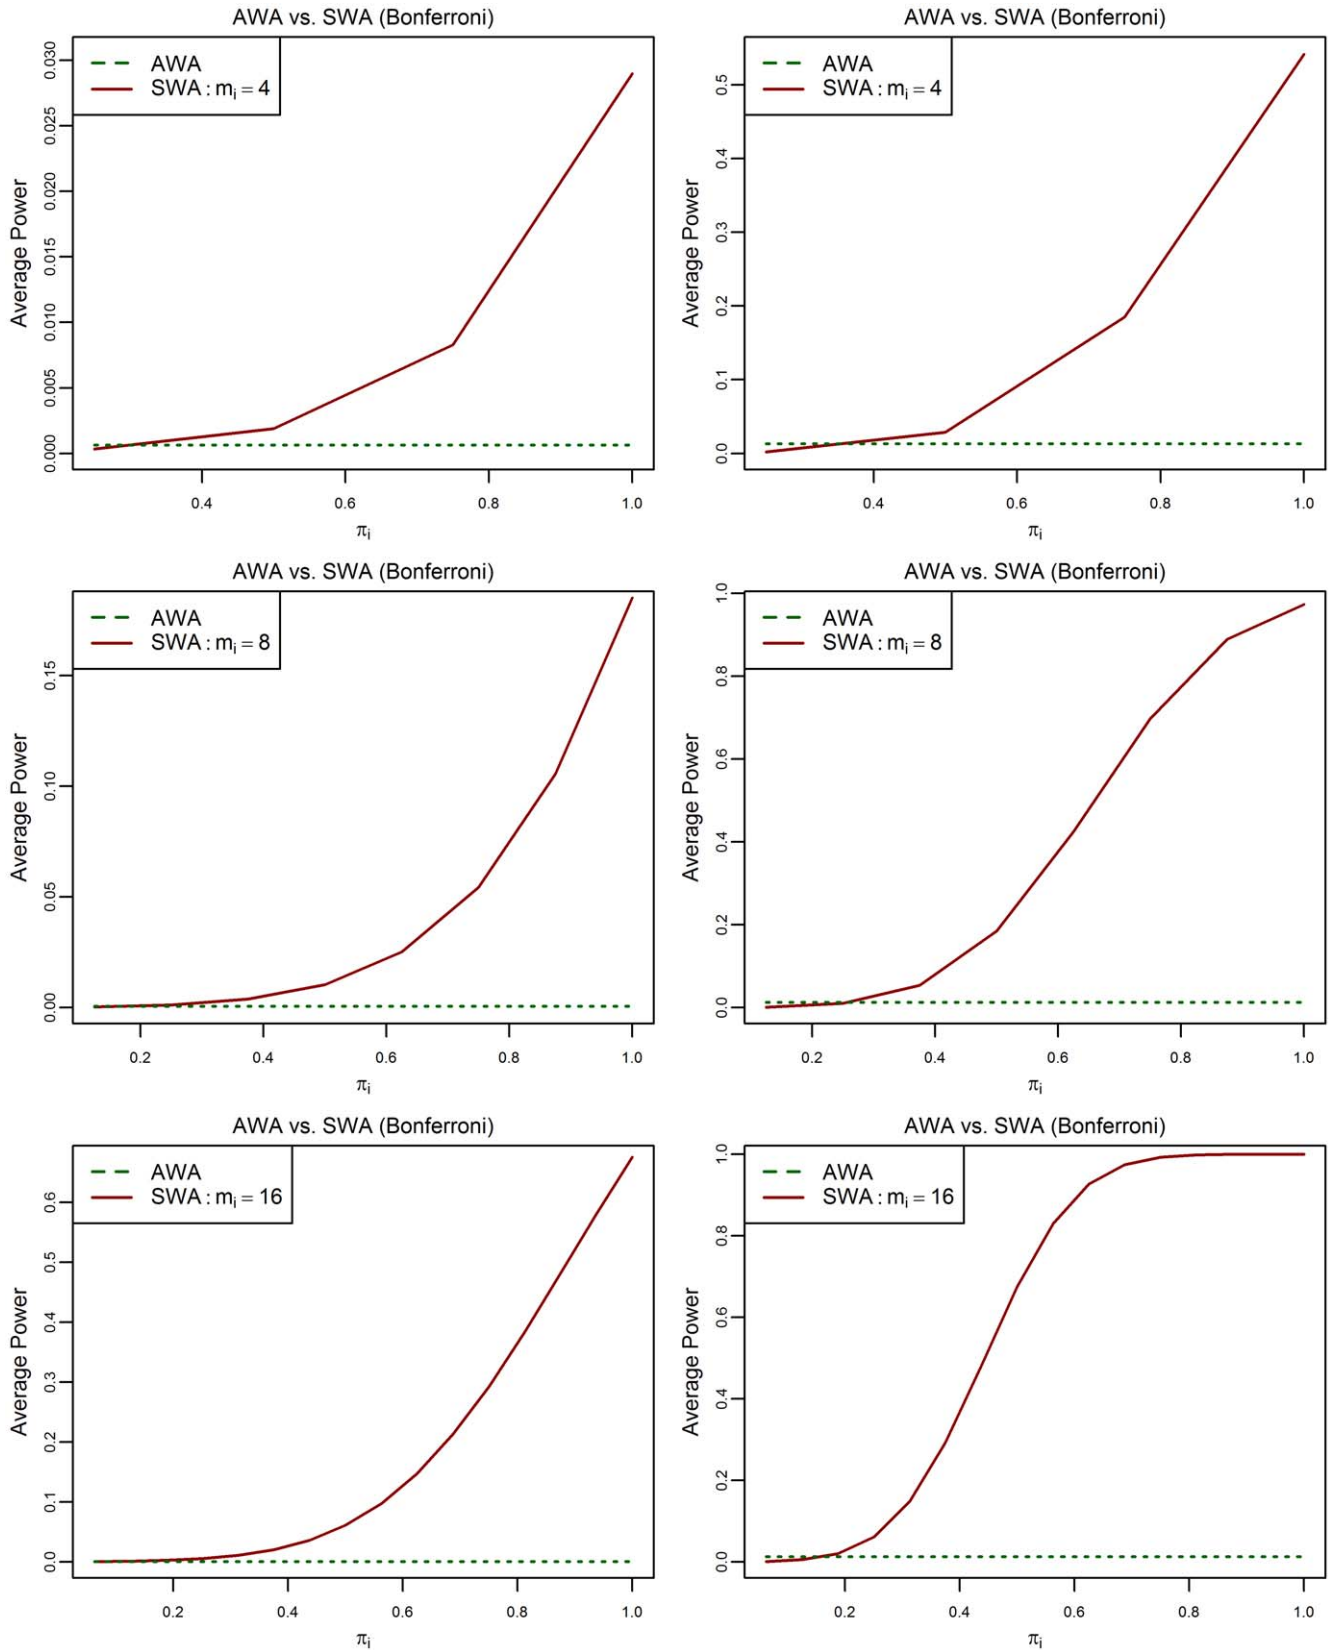 AWA vs. SWA (Bonferroni)
AWA
SWA : mᵢ = 4
0.030
0.025
0.020
0.015
0.010
0.005
0.000
Average Power
0.4 0.6 0.8 1.0
πᵢ
AWA vs. SWA (Bonferroni)
AWA
SWA : mᵢ = 4
0.5
0.4
0.3
0.2
0.1
0.0
Average Power
0.4 0.6 0.8 1.0
πᵢ
AWA vs. SWA (Bonferroni)
AWA
SWA : mᵢ = 8
0.15
0.10
0.05
0.00
Average Power
0.2 0.4 0.6 0.8 1.0
πᵢ
AWA vs. SWA (Bonferroni)
AWA
SWA : mᵢ = 8
1.0
0.8
0.6
0.4
0.2
0.0
Average Power
0.2 0.4 0.6 0.8 1.0
πᵢ
AWA vs. SWA (Bonferroni)
AWA
SWA : mᵢ = 16
0.6
0.5
0.4
0.3
0.2
0.1
0.0
Average Power
0.2 0.4 0.6 0.8 1.0
πᵢ
AWA vs. SWA (Bonferroni)
AWA
SWA : mᵢ = 16
1.0
0.8
0.6
0.4
0.2
0.0
Average Power
0.2 0.4 0.6 0.8 1.0
πᵢ